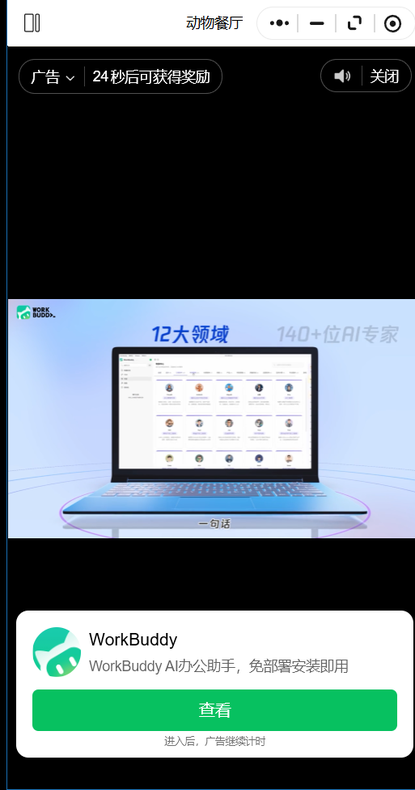 动物餐厅
广告
24 秒后可获得奖励
关闭
WORK
BUDDY
12大领域
140+位AI专家
一句话
WorkBuddy
WorkBuddy AI办公助手，免部署安装即用
查看
进入后，广告继续计时